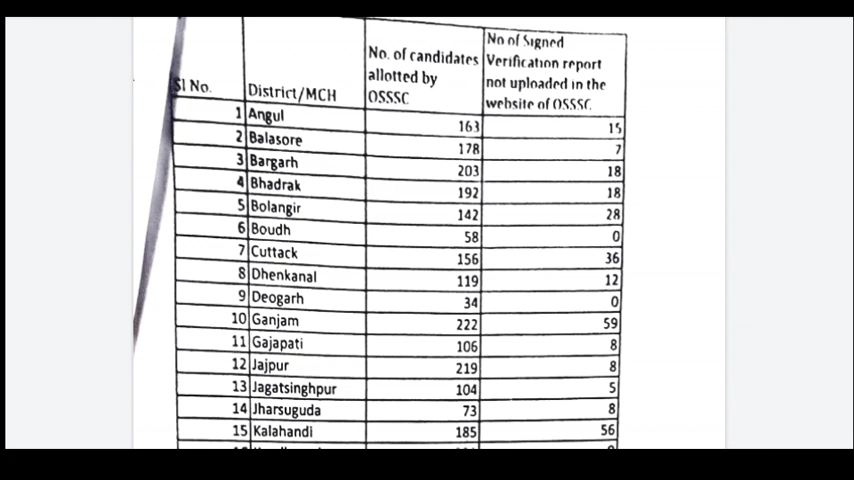 Sl No. District/MCH No. of candidates allotted by OSSSC No of Signed Verification report not uploaded in the website of OSSSC
1 Angul 163 15
2 Balasore 178 7
3 Bargarh 203 18
4 Bhadrak 192 18
5 Bolangir 142 28
6 Boudh 58 0
7 Cuttack 156 36
8 Dhenkanal 119 12
9 Deogarh 34 0
10 Ganjam 222 59
11 Gajapati 106 8
12 Jajpur 219 8
13 Jagatsinghpur 104 5
14 Jharsuguda 73 8
15 Kalahandi 185 56